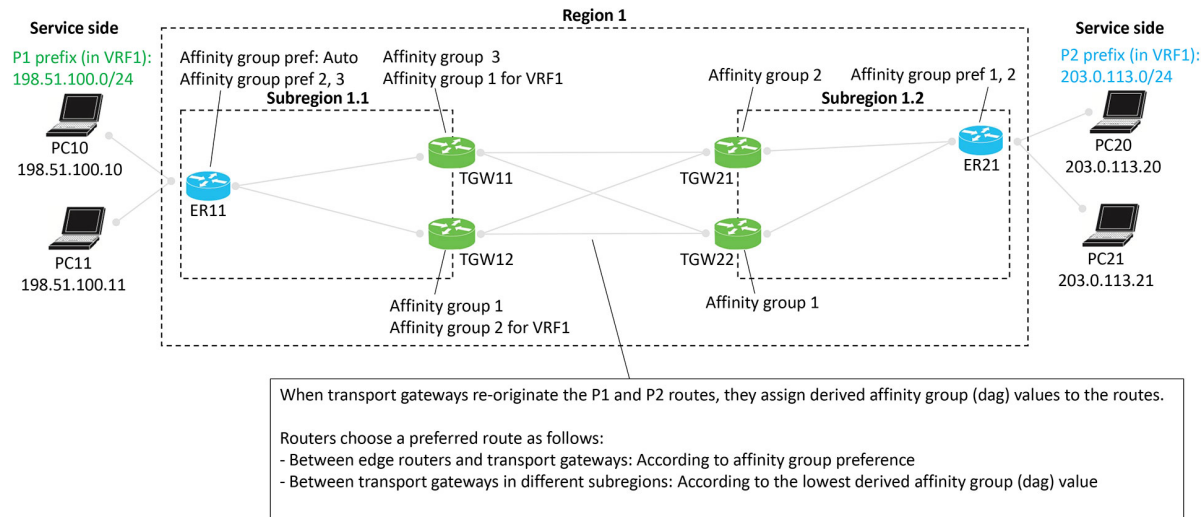 Region 1
Service side
P1 prefix (in VRF1):
198.51.100.0/24
PC10
198.51.100.10
PC11
198.51.100.11
Affinity group pref: Auto
Affinity group pref 2, 3
Subregion 1.1
ER11
Affinity group  3
Affinity group 1 for VRF1
TGW11
TGW12
Affinity group 1
Affinity group 2 for VRF1
Affinity group 2
Affinity group pref 1, 2
Subregion 1.2
TGW21
ER21
TGW22
Affinity group 1
Service side
P2 prefix (in VRF1):
203.0.113.0/24
PC20
203.0.113.20
PC21
203.0.113.21
When transport gateways re-originate the P1 and P2 routes, they assign derived affinity group (dag) values to the routes.
Routers choose a preferred route as follows:
- Between edge routers and transport gateways: According to affinity group preference
- Between transport gateways in different subregions: According to the lowest derived affinity group (dag) value